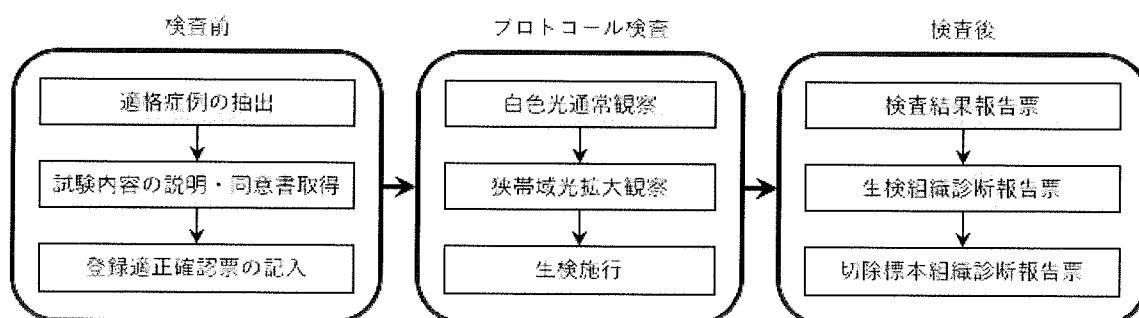 検査前
適格症例の抽出
試験内容の説明・同意書取得
登録適正確認票の記入
プロトコール検査
白色光通常観察
狭帯域光拡大観察
生検施行
検査後
検査結果報告票
生検組織診断報告票
切除標本組織診断報告票